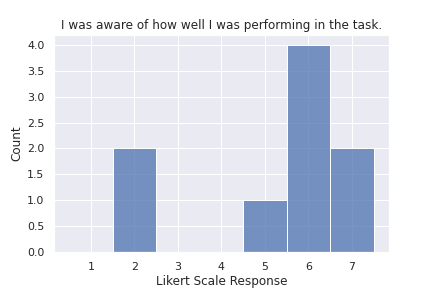 I was aware of how well I was performing in the task.
4.0
3.5
3.0
2.5
2.0
1.5
1.0
0.5
0.0
Count
1 2 3 4 5 6 7
Likert Scale Response